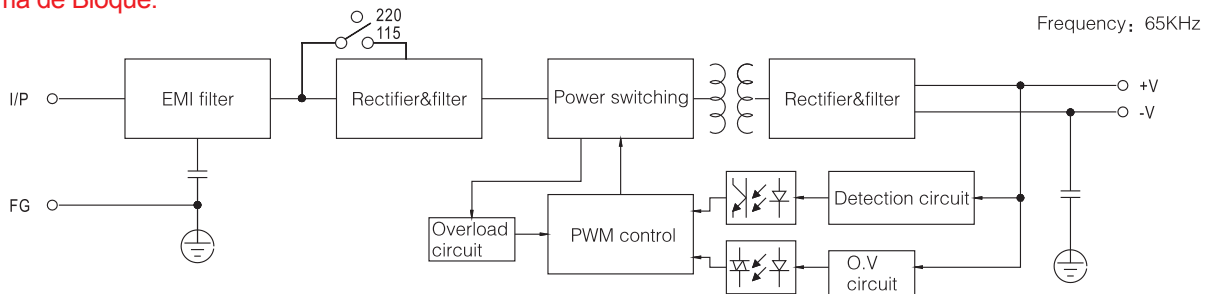 na de Bloque:
220
115
Frequency: 65KHz
I/P
EMI filter
Rectifier&filter
Power switching
Rectifier&filter
+V
-V
FG
Overload
circuit
PWM control
Detection circuit
O.V
circuit